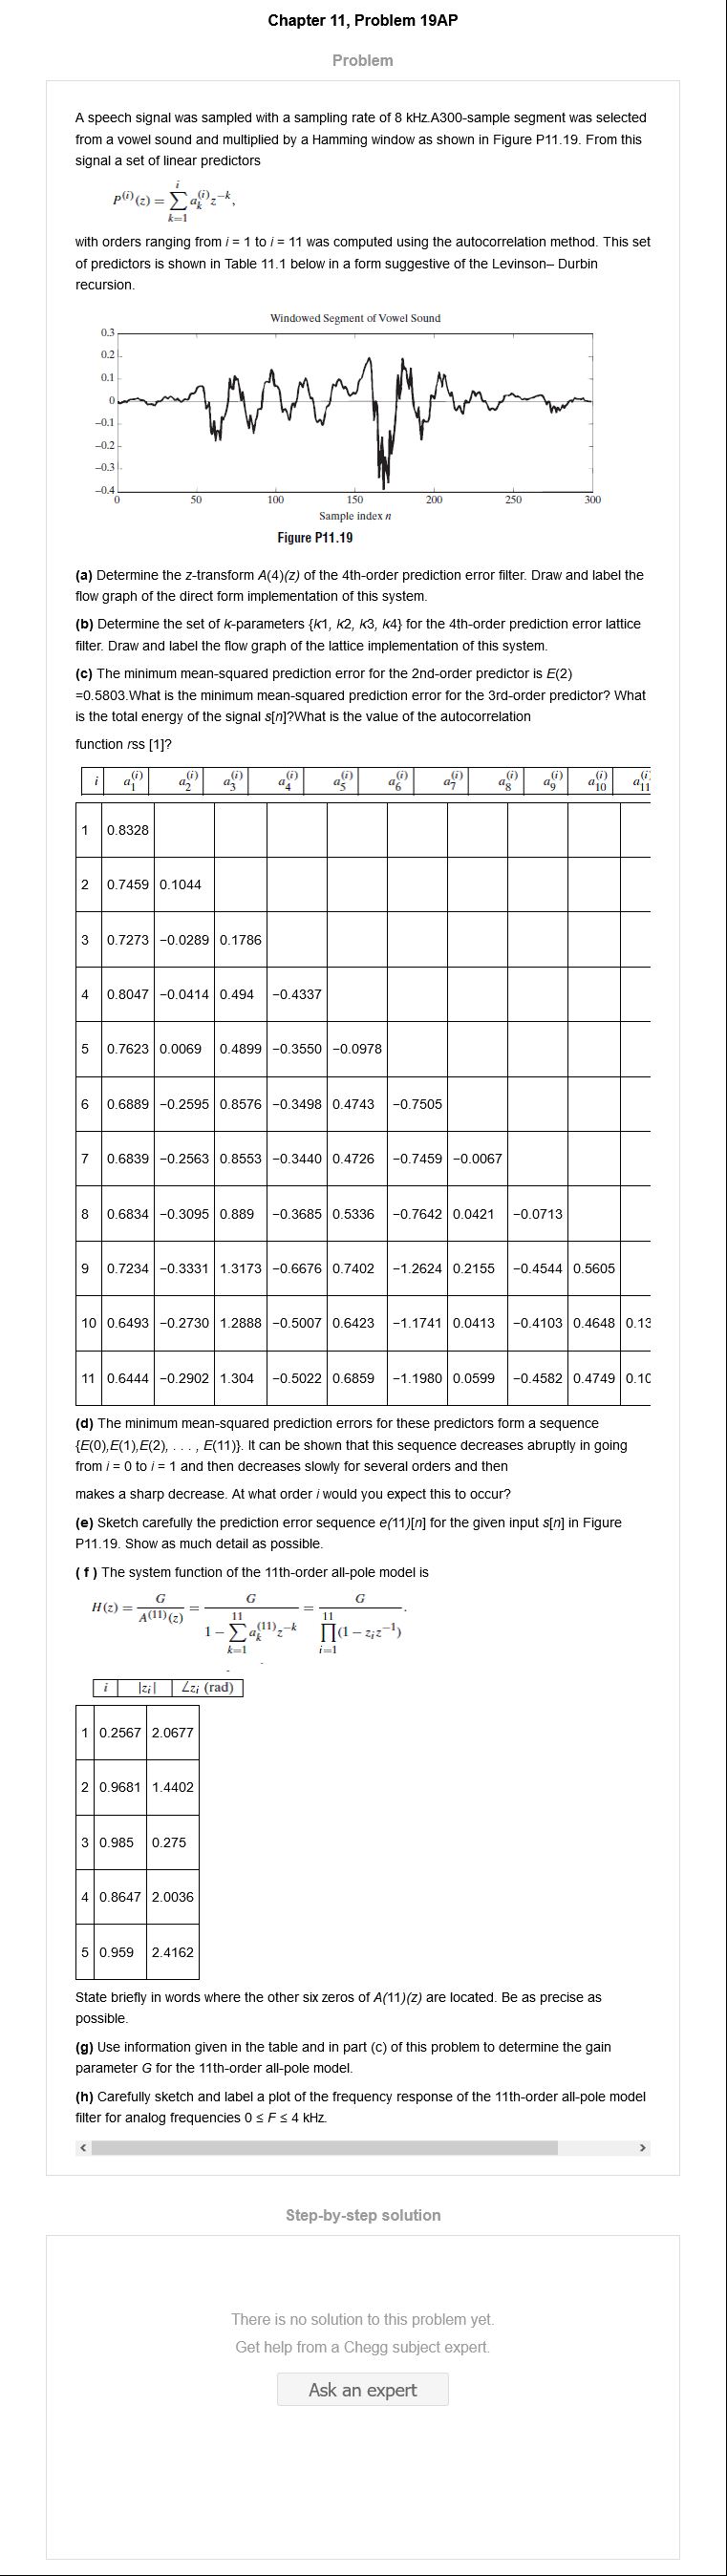 Chapter 11, Problem 19AP
Problem
A speech signal was sampled with a sampling rate of 8 kHz.A300-sample segment was selected
from a vowel sound and multiplied by a Hamming window as shown in Figure P11.19. From this
signal a set of linear predictors
P^{(i)}(z) = \sum_{k=1}^{i} a_k^{(i)} z^{-k},
with orders ranging from i = 1 to i = 11 was computed using the autocorrelation method. This set
of predictors is shown in Table 11.1 below in a form suggestive of the Levinson– Durbin
recursion.
Windowed Segment of Vowel Sound
0.3
0.2
0.1
0
−0.1
−0.2
−0.3
−0.4
0 50 100 150 200 250 300
Sample index n
Figure P11.19
(a) Determine the z-transform A(4)(z) of the 4th-order prediction error filter. Draw and label the
flow graph of the direct form implementation of this system.
(b) Determine the set of k-parameters {k1, k2, k3, k4} for the 4th-order prediction error lattice
filter. Draw and label the flow graph of the lattice implementation of this system.
(c) The minimum mean-squared prediction error for the 2nd-order predictor is E(2)
=0.5803.What is the minimum mean-squared prediction error for the 3rd-order predictor? What
is the total energy of the signal s[n]?What is the value of the autocorrelation
function rss [1]?
i a_1^{(i)} a_2^{(i)} a_3^{(i)} a_4^{(i)} a_5^{(i)} a_6^{(i)} a_7^{(i)} a_8^{(i)} a_9^{(i)} a_{10}^{(i)} a_{11}^{(i)}
1 0.8328
2 0.7459 0.1044
3 0.7273 −0.0289 0.1786
4 0.8047 −0.0414 0.494 −0.4337
5 0.7623 0.0069 0.4899 −0.3550 −0.0978
6 0.6889 −0.2595 0.8576 −0.3498 0.4743 −0.7505
7 0.6839 −0.2563 0.8553 −0.3440 0.4726 −0.7459 −0.0067
8 0.6834 −0.3095 0.889 −0.3685 0.5336 −0.7642 0.0421 −0.0713
9 0.7234 −0.3331 1.3173 −0.6676 0.7402 −1.2624 0.2155 −0.4544 0.5605
10 0.6493 −0.2730 1.2888 −0.5007 0.6423 −1.1741 0.0413 −0.4103 0.4648 0.13
11 0.6444 −0.2902 1.304 −0.5022 0.6859 −1.1980 0.0599 −0.4582 0.4749 0.10
(d) The minimum mean-squared prediction errors for these predictors form a sequence
{E(0),E(1),E(2), . . . , E(11)}. It can be shown that this sequence decreases abruptly in going
from i = 0 to i = 1 and then decreases slowly for several orders and then
makes a sharp decrease. At what order i would you expect this to occur?
(e) Sketch carefully the prediction error sequence e(11)[n] for the given input s[n] in Figure
P11.19. Show as much detail as possible.
( f ) The system function of the 11th-order all-pole model is
H(z) = \frac{G}{A^{(11)}(z)} = \frac{G}{1 - \sum_{k=1}^{11} a_k^{(11)} z^{-k}} = \frac{G}{\prod_{i=1}^{11} (1 - z_i z^{-1})}.
i |z_i| ∠z_i (rad)
1 0.2567 2.0677
2 0.9681 1.4402
3 0.985 0.275
4 0.8647 2.0036
5 0.959 2.4162
State briefly in words where the other six zeros of A(11)(z) are located. Be as precise as
possible.
(g) Use information given in the table and in part (c) of this problem to determine the gain
parameter G for the 11th-order all-pole model.
(h) Carefully sketch and label a plot of the frequency response of the 11th-order all-pole model
filter for analog frequencies 0 ≤ F ≤ 4 kHz.
Step-by-step solution
There is no solution to this problem yet.
Get help from a Chegg subject expert.
Ask an expert